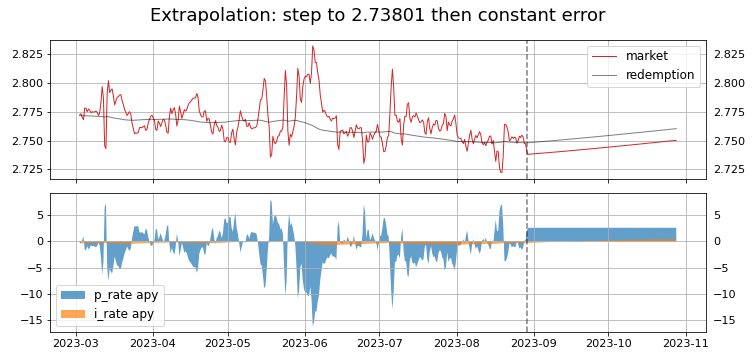 Extrapolation: step to 2.73801 then constant error
2.825 2.825
2.800 2.800
2.775 2.775
2.750 2.750
2.725 2.725
market
redemption
5 5
0 0
−5 −5
−10 −10
−15 −15
p_rate apy
i_rate apy
2023-03 2023-04 2023-05 2023-06 2023-07 2023-08 2023-09 2023-10 2023-11